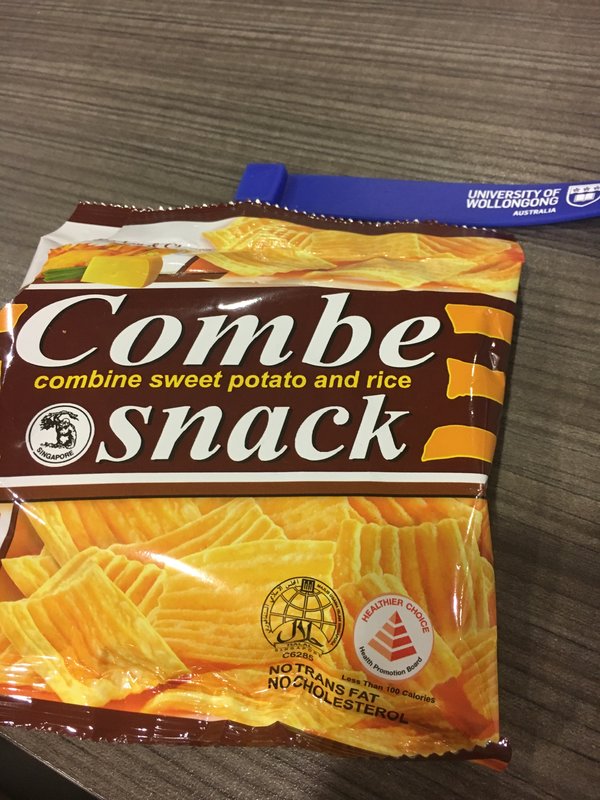 UNIVERSITY OF
WOLLONGONG
AUSTRALIA
Combe
combine sweet potato and rice
snack
SINGAPORE
HEALTHIER CHOICE
Health Promotion Board
C6285
Less Than 100 Calories
NO TRANS FAT
NO CHOLESTEROL